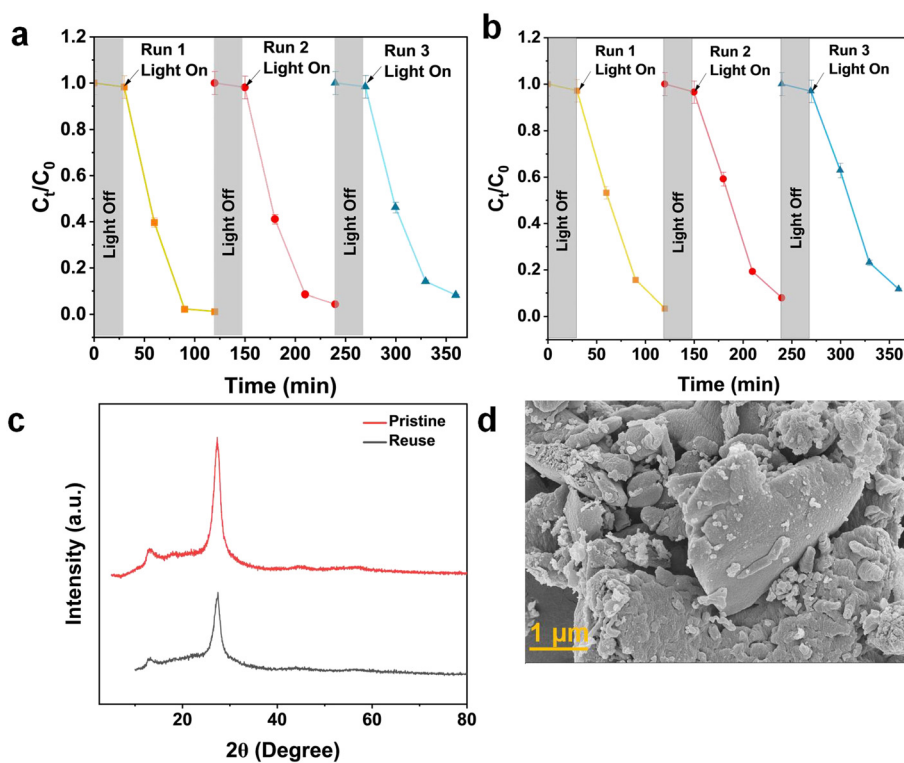 a
1.2
1.0
0.8
0.6
0.4
0.2
0.0
Ct/C0
Light Off
Run 1
Light On
Light Off
Run 2
Light On
Light Off
Run 3
Light On
0 50 100 150 200 250 300 350
Time (min)
b
1.2
1.0
0.8
0.6
0.4
0.2
0.0
Ct/C0
Light Off
Run 1
Light On
Light Off
Run 2
Light On
Light Off
Run 3
Light On
0 50 100 150 200 250 300 350
Time (min)
c
Pristine
Reuse
Intensity (a.u.)
20 40 60 80
2θ (Degree)
d
1 μm